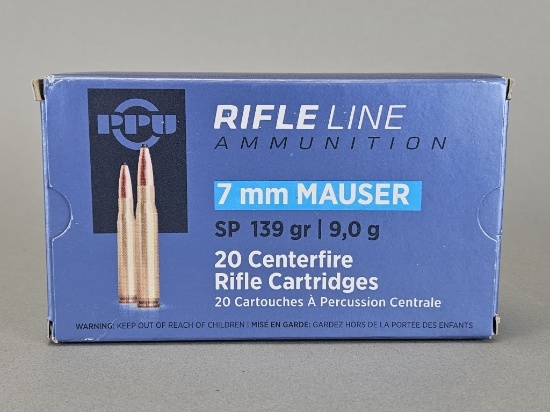 PPU
RIFLE LINE
AMMUNITION
7 mm MAUSER
SP 139 gr | 9,0 g
20 Centerfire
Rifle Cartridges
20 Cartouches À Percussion Centrale
WARNING: KEEP OUT OF REACH OF CHILDREN | MISE EN GARDE: GARDEZ HORS DE LA PORTÉE DES ENFANTS